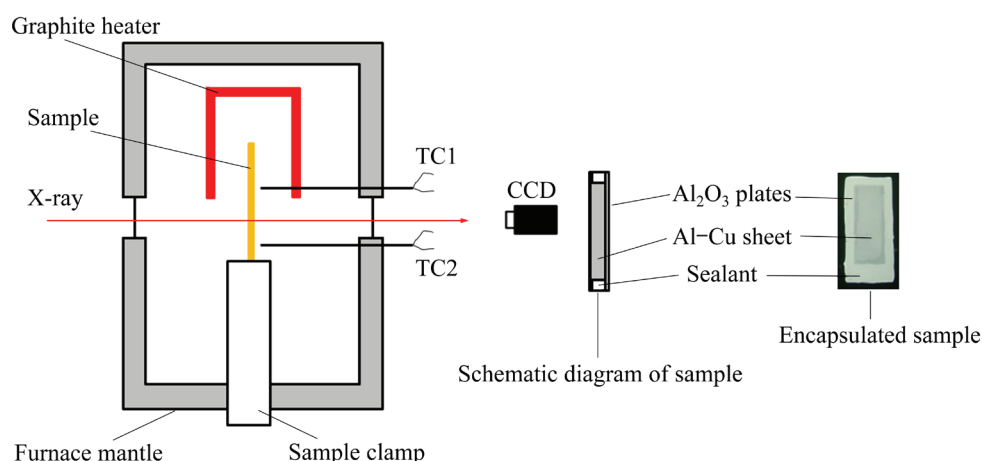 Graphite heater
Sample
TC1
X-ray
TC2
Furnace mantle
Sample clamp
CCD
Al₂O₃ plates
Al−Cu sheet
Sealant
Schematic diagram of sample
Encapsulated sample